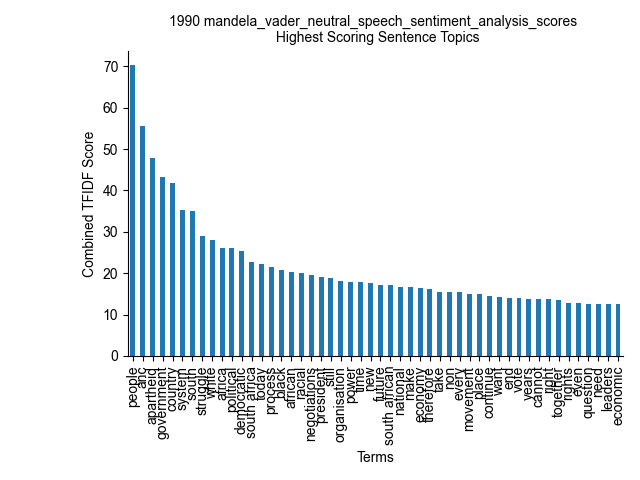 1990 mandela_vader_neutral_speech_sentiment_analysis_scores
Highest Scoring Sentence Topics
Combined TFIDF Score
70
60
50
40
30
20
10
0
people
anc
apartheid
government
country
system
south
struggle
white
africa
political
democratic
south africa
today
process
black
african
racial
negotiations
president
still
organisation
power
time
new
future
south african
national
make
economy
therefore
take
non
every
movement
place
continue
want
end
vote
years
cannot
right
together
rights
even
question
need
leaders
economic
Terms